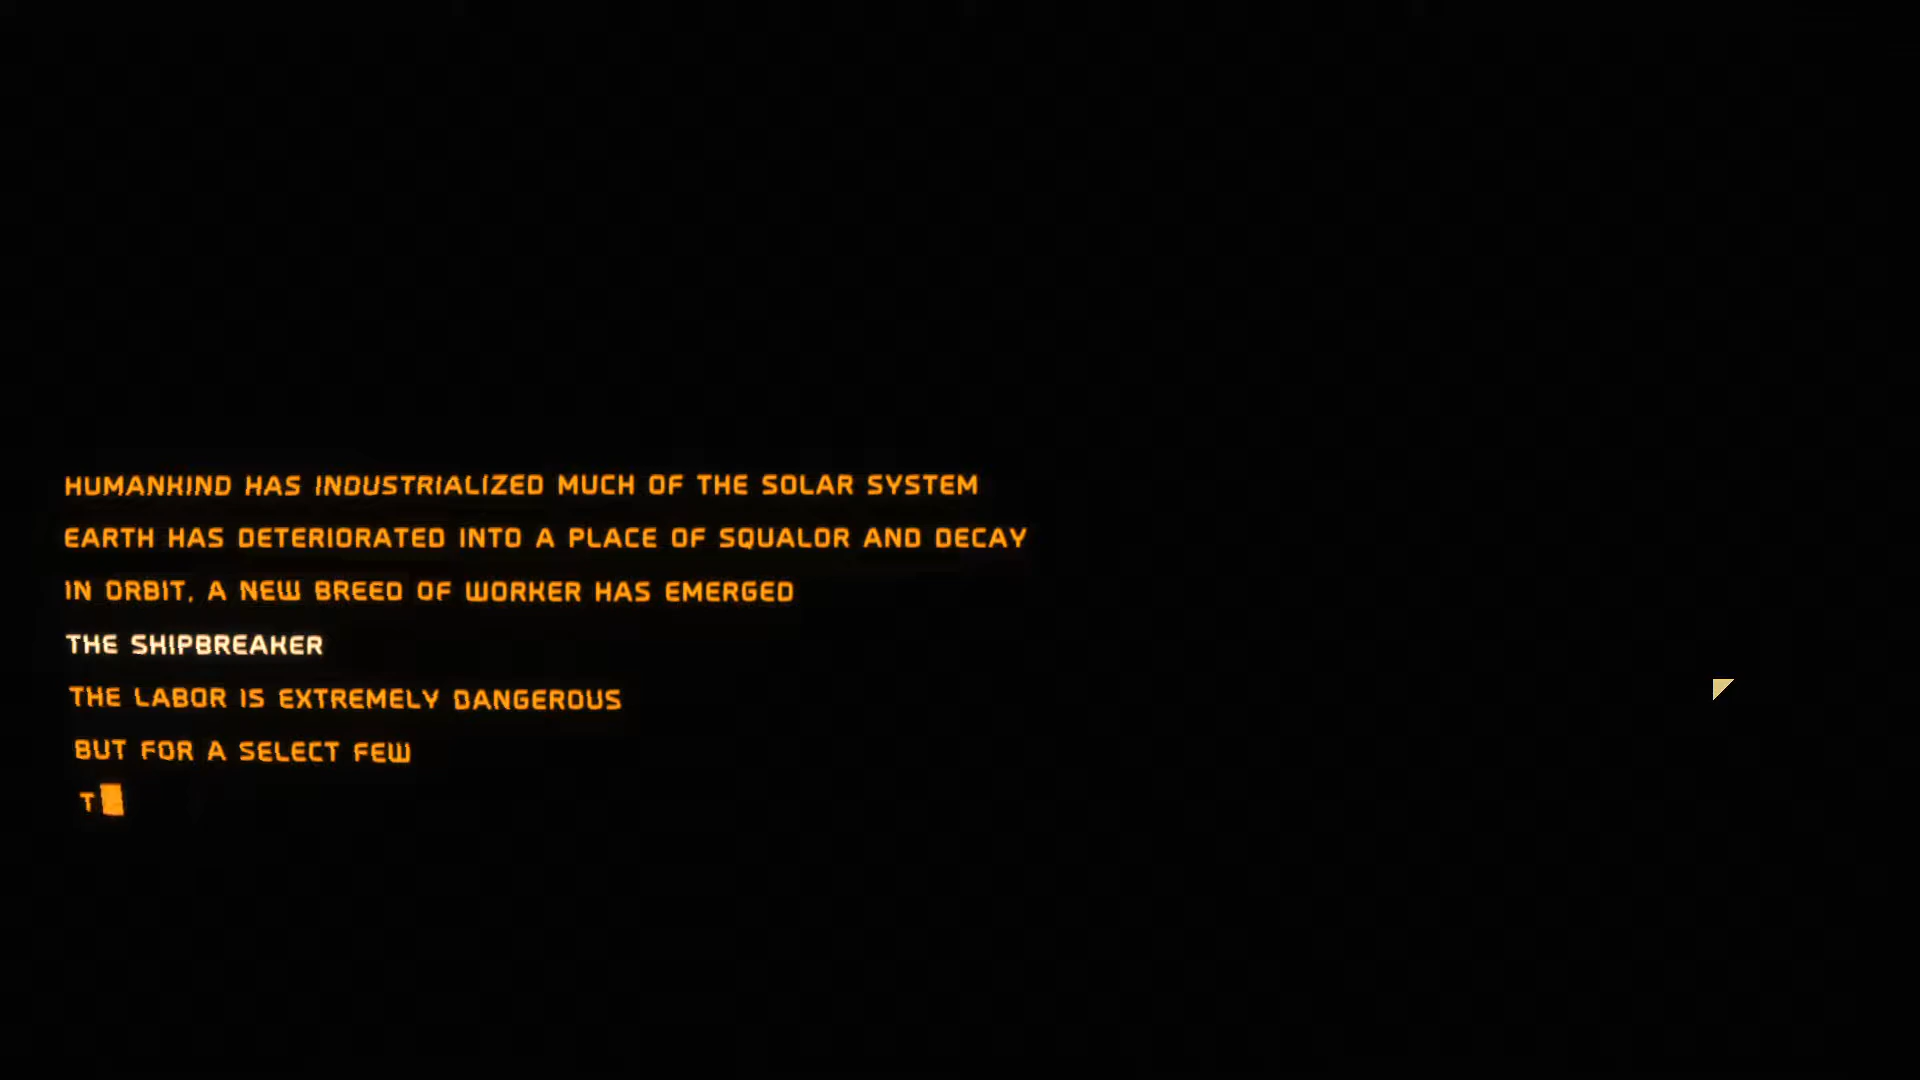 HUMANKIND HAS INDUSTRIALIZED MUCH OF THE SOLAR SYSTEM
EARTH HAS DETERIORATED INTO A PLACE OF SQUALOR AND DECAY
IN ORBIT, A NEW BREED OF WORKER HAS EMERGED
THE SHIPBREAKER
THE LABOR IS EXTREMELY DANGEROUS
BUT FOR A SELECT FEW
T